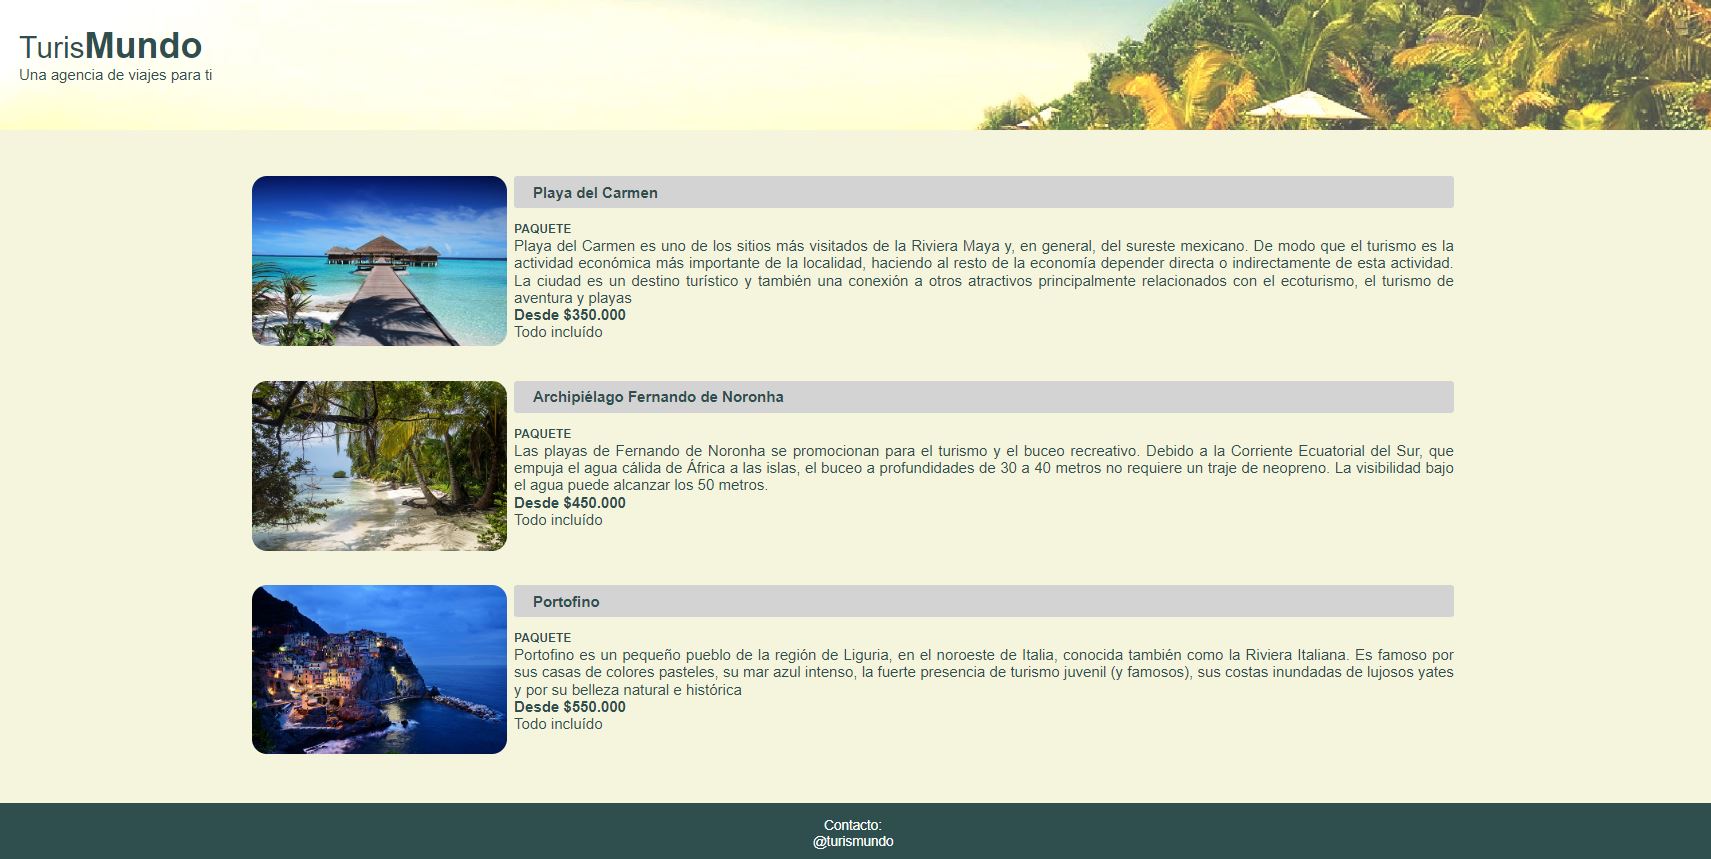 TurisMundo
Una agencia de viajes para ti
Playa del Carmen
PAQUETE
Playa del Carmen es uno de los sitios más visitados de la Riviera Maya y, en general, del sureste mexicano. De modo que el turismo es la
actividad económica más importante de la localidad, haciendo al resto de la economía depender directa o indirectamente de esta actividad.
La ciudad es un destino turístico y también una conexión a otros atractivos principalmente relacionados con el ecoturismo, el turismo de
aventura y playas
Desde $350.000
Todo incluído
Archipiélago Fernando de Noronha
PAQUETE
Las playas de Fernando de Noronha se promocionan para el turismo y el buceo recreativo. Debido a la Corriente Ecuatorial del Sur, que
empuja el agua cálida de África a las islas, el buceo a profundidades de 30 a 40 metros no requiere un traje de neopreno. La visibilidad bajo
el agua puede alcanzar los 50 metros.
Desde $450.000
Todo incluído
Portofino
PAQUETE
Portofino es un pequeño pueblo de la región de Liguria, en el noroeste de Italia, conocida también como la Riviera Italiana. Es famoso por
sus casas de colores pasteles, su mar azul intenso, la fuerte presencia de turismo juvenil (y famosos), sus costas inundadas de lujosos yates
y por su belleza natural e histórica
Desde $550.000
Todo incluído
Contacto:
@turismundo